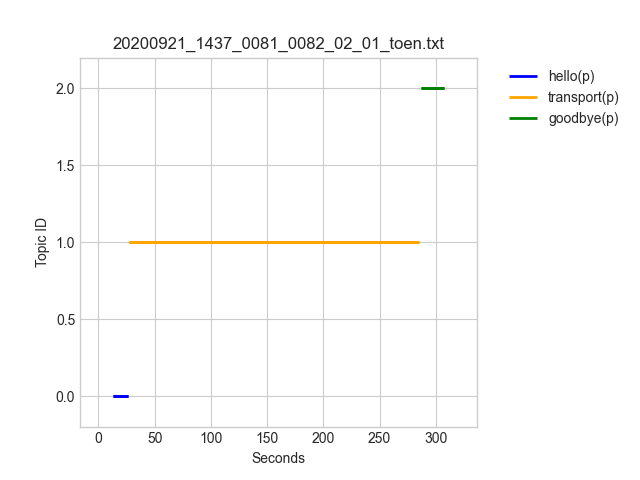 20200921_1437_0081_0082_02_01_toen.txt
hello(p)
transport(p)
goodbye(p)
Topic ID
2.0
1.5
1.0
0.5
0.0
0 50 100 150 200 250 300
Seconds